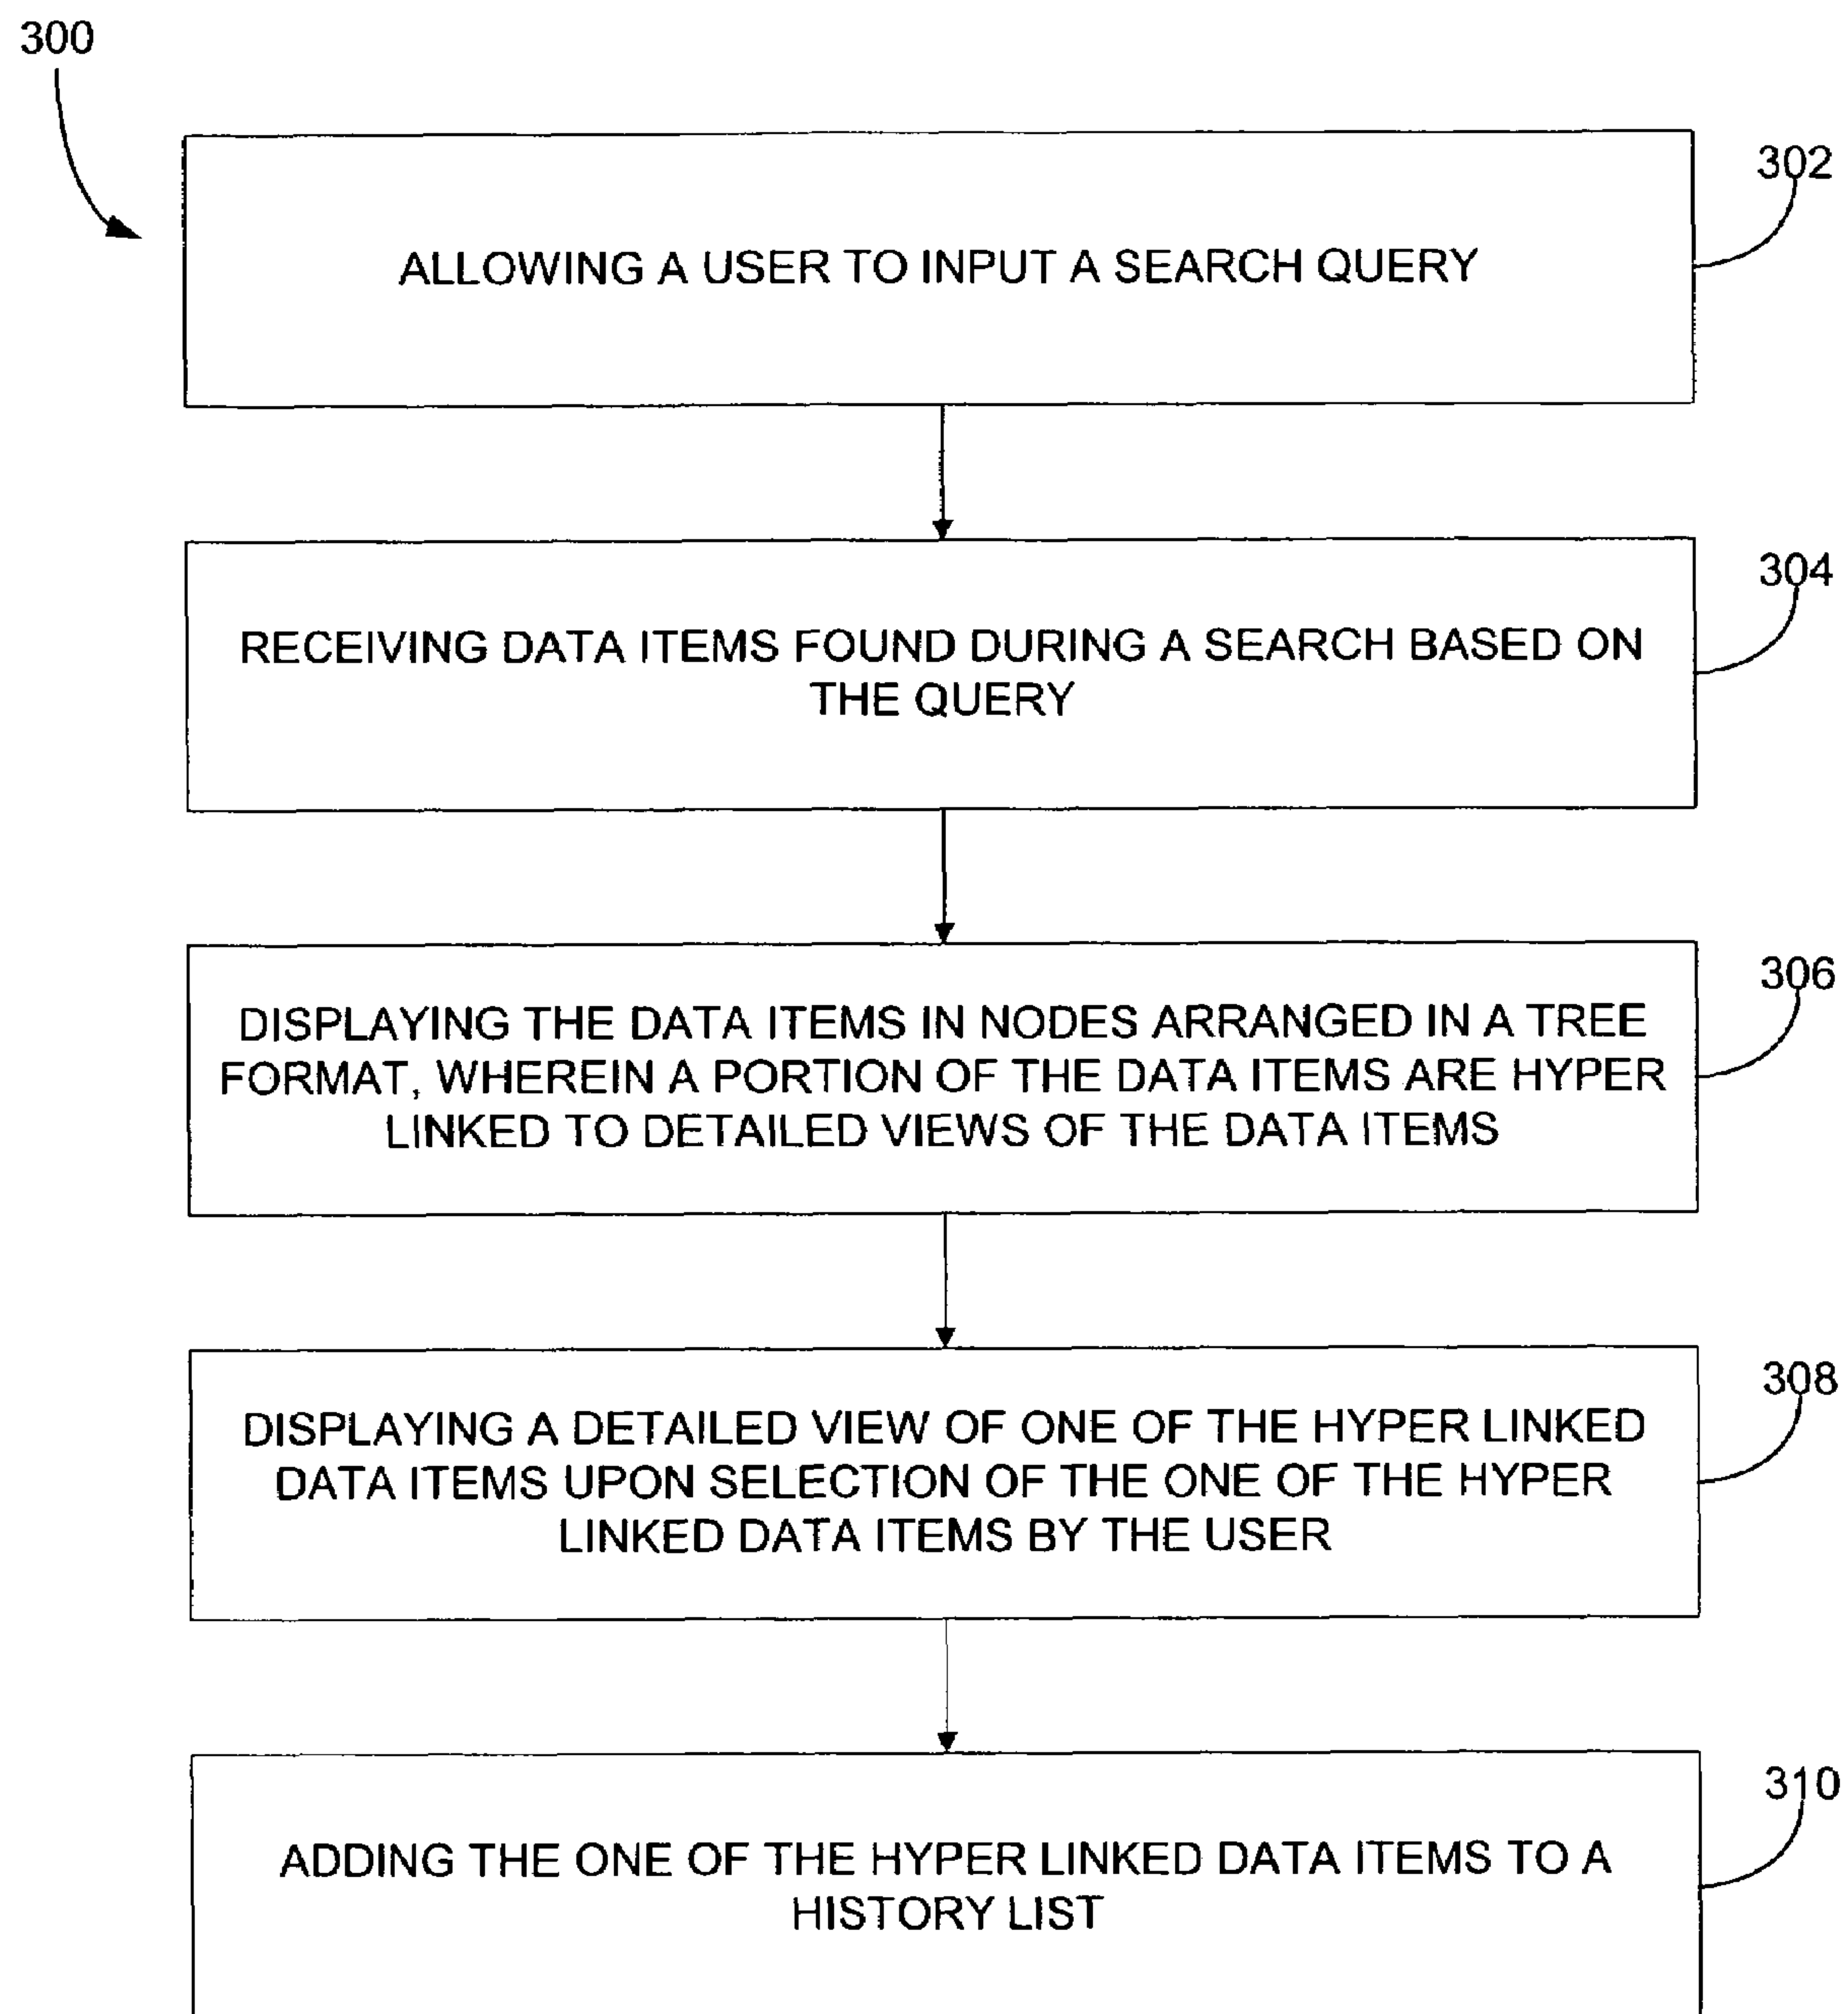 300
302
ALLOWING A USER TO INPUT A SEARCH QUERY
304
RECEIVING DATA ITEMS FOUND DURING A SEARCH BASED ON
THE QUERY
306
DISPLAYING THE DATA ITEMS IN NODES ARRANGED IN A TREE
FORMAT, WHEREIN A PORTION OF THE DATA ITEMS ARE HYPER
LINKED TO DETAILED VIEWS OF THE DATA ITEMS
308
DISPLAYING A DETAILED VIEW OF ONE OF THE HYPER LINKED
DATA ITEMS UPON SELECTION OF THE ONE OF THE HYPER
LINKED DATA ITEMS BY THE USER
310
ADDING THE ONE OF THE HYPER LINKED DATA ITEMS TO A
HISTORY LIST